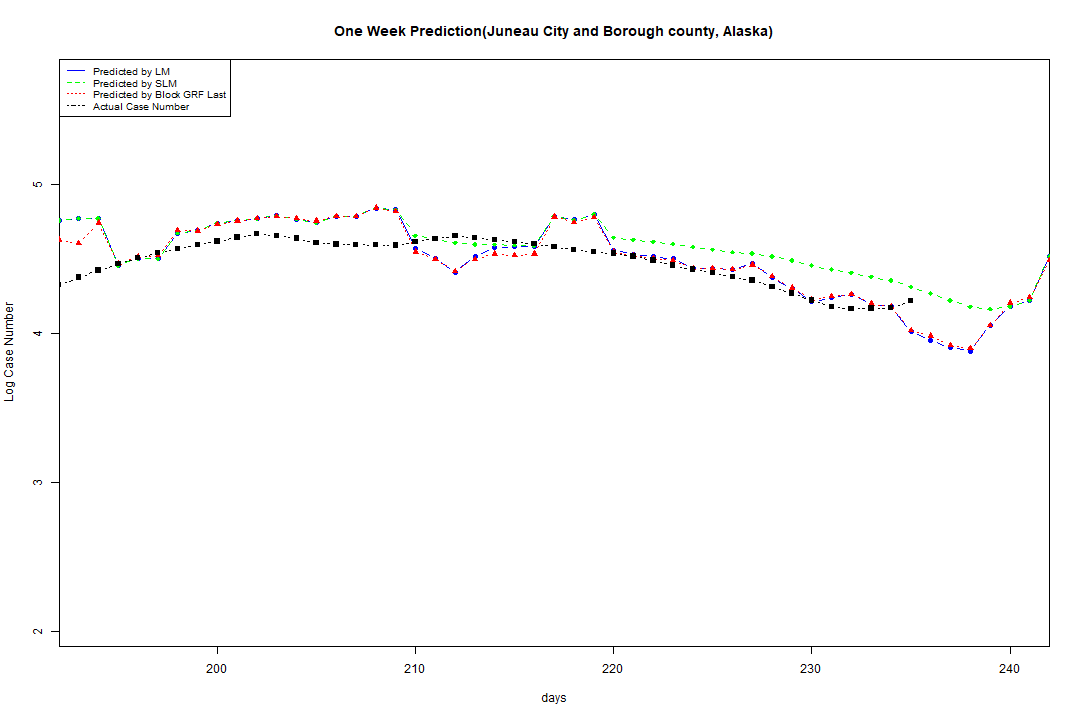 One Week Prediction(Juneau City and Borough county, Alaska)
Predicted by LM
Predicted by SLM
Predicted by Block GRF Last
Actual Case Number
5
4
3
2
Log Case Number
200 210 220 230 240
days